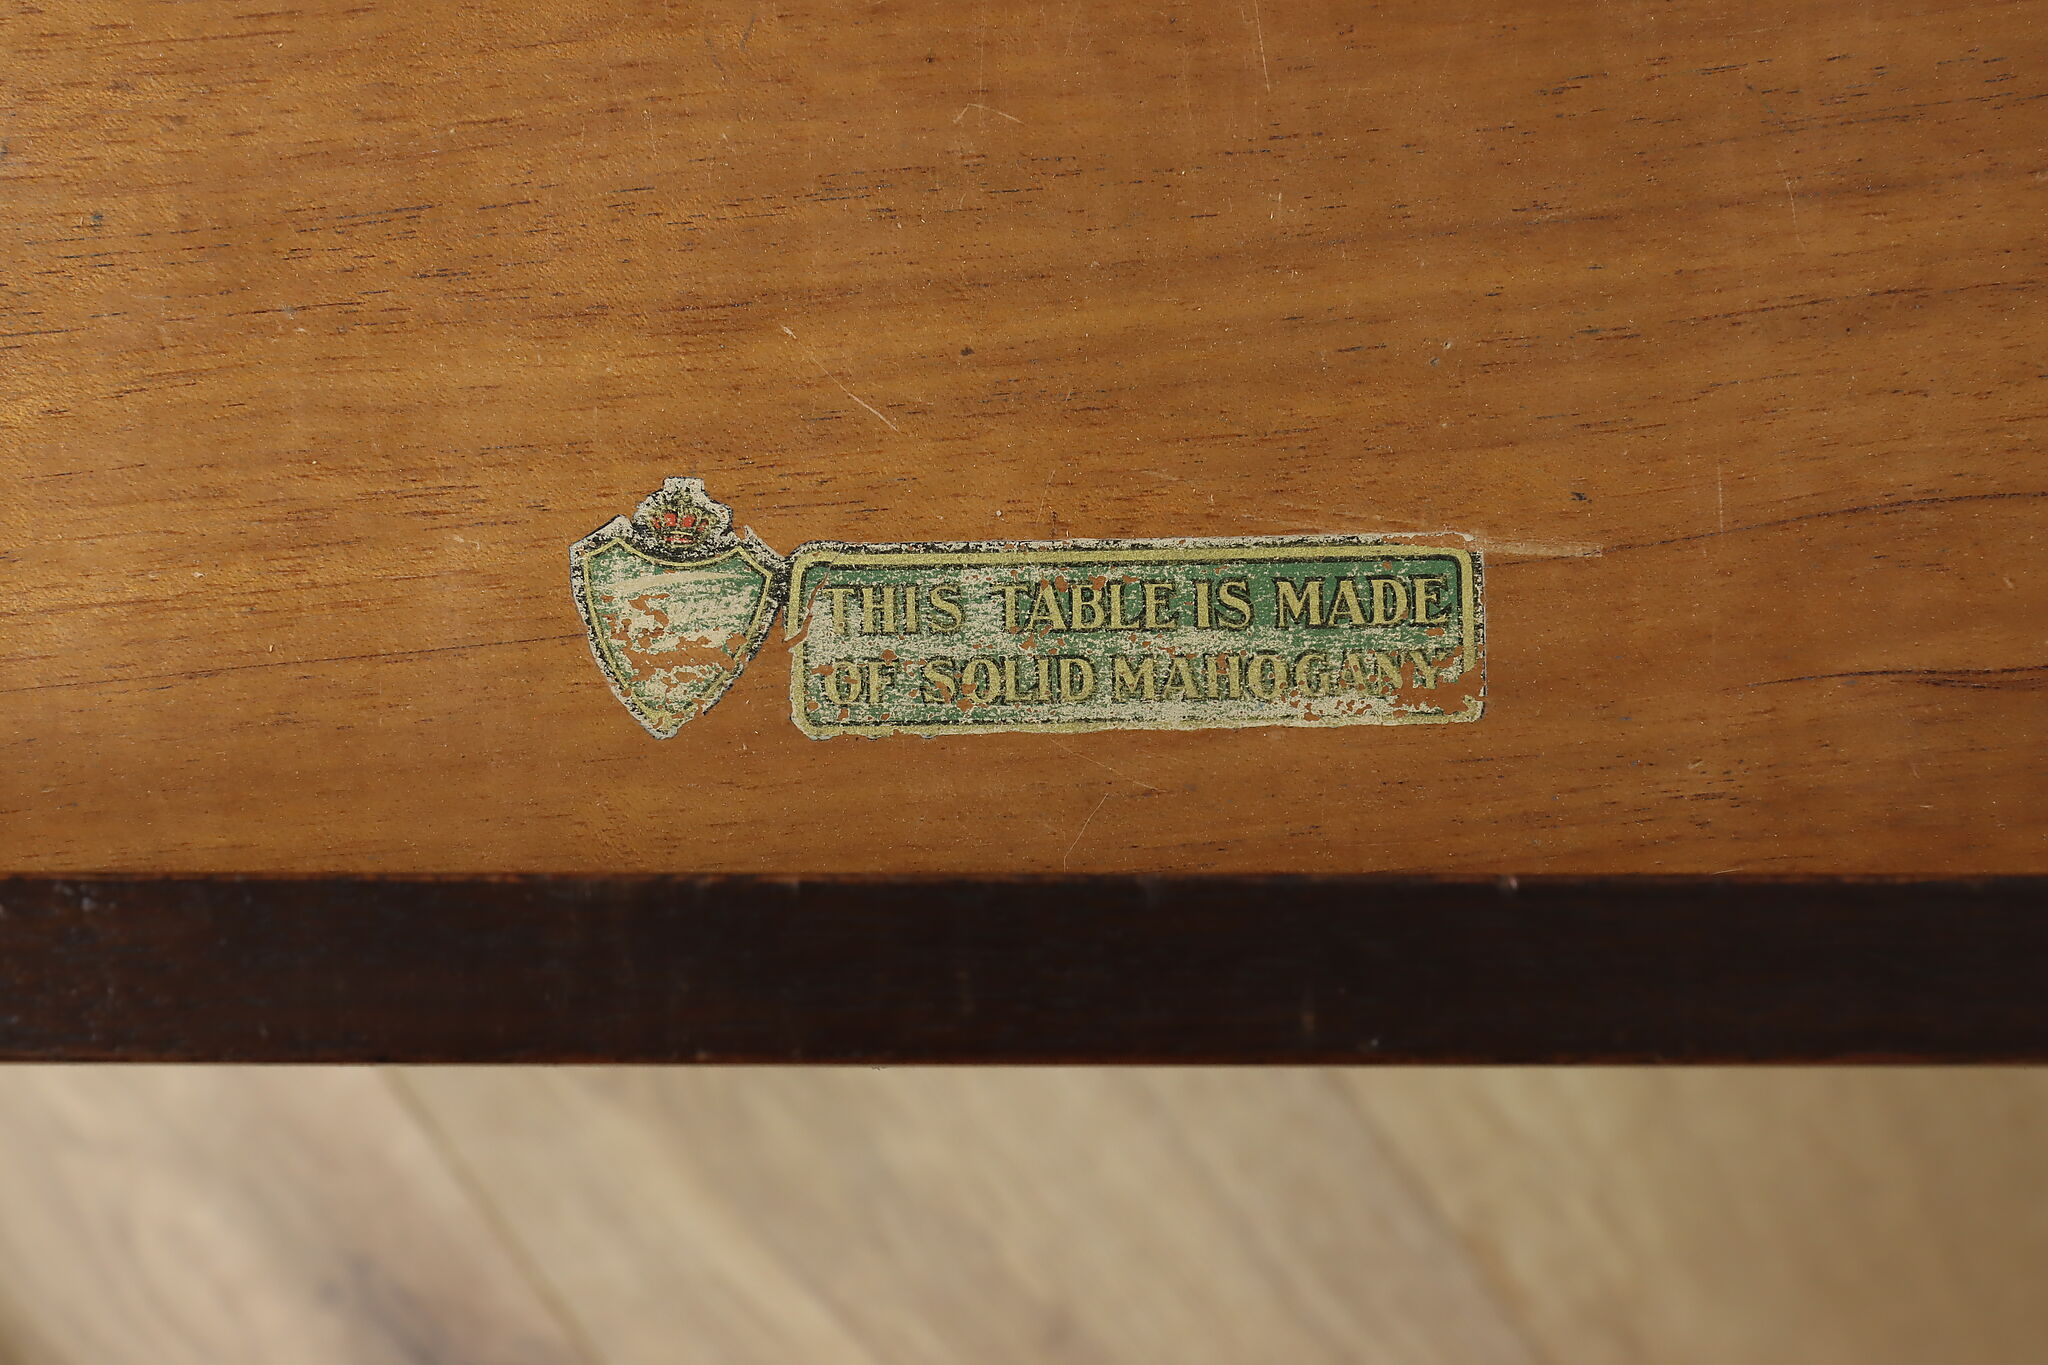 THIS TABLE IS MADE
OF SOLID MAHOGANY